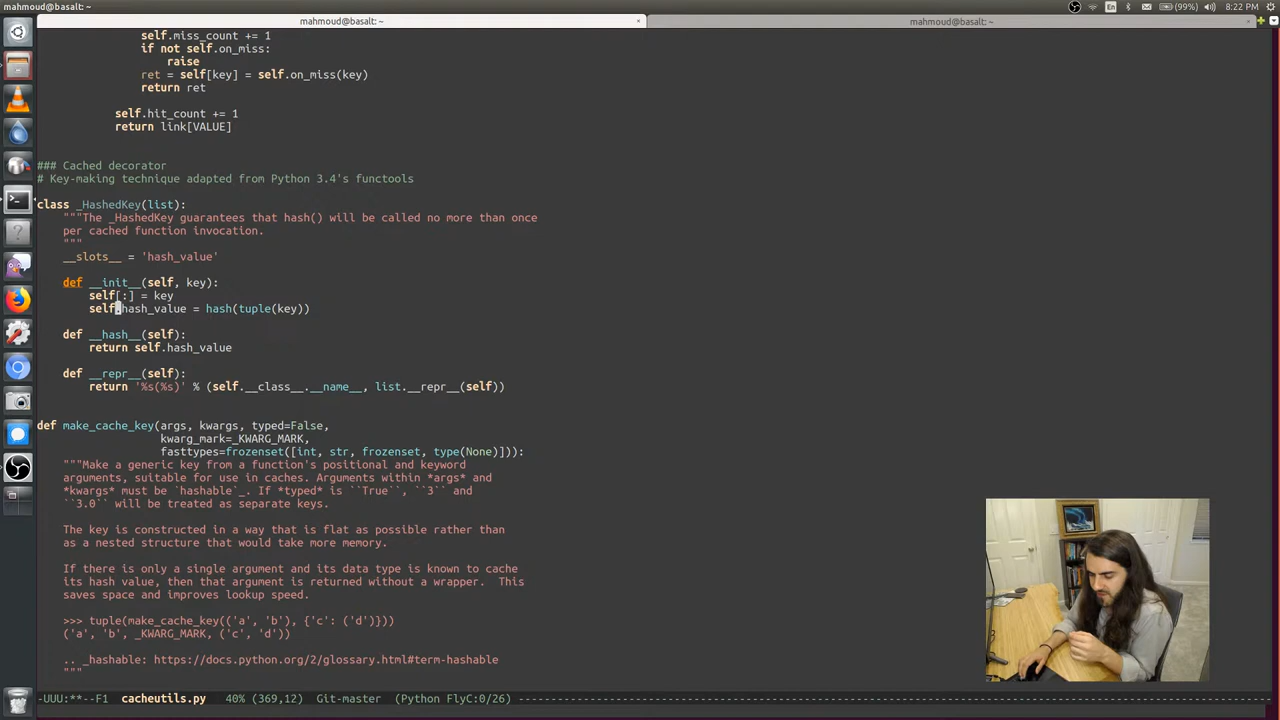 mahmoud@basalt: ~
En (99%) 8:22 PM
mahmoud@basalt: ~ × mahmoud@basalt: ~
self.miss_count += 1
if not self.on_miss:
raise
ret = self[key] = self.on_miss(key)
return ret
self.hit_count += 1
return link[VALUE]
### Cached decorator
# Key-making technique adapted from Python 3.4's functools
class _HashedKey(list):
"""The _HashedKey guarantees that hash() will be called no more than once
per cached function invocation.
"""
__slots__ = 'hash_value'
def __init__(self, key):
self[:] = key
self.hash_value = hash(tuple(key))
def __hash__(self):
return self.hash_value
def __repr__(self):
return '%s(%s)' % (self.__class__.__name__, list.__repr__(self))
def make_cache_key(args, kwargs, typed=False,
kwarg_mark=_KWARG_MARK,
fasttypes=frozenset([int, str, frozenset, type(None)])):
"""Make a generic key from a function's positional and keyword
arguments, suitable for use in caches. Arguments within *args* and
*kwargs* must be `hashable`_. If *typed* is ``True``, ``3`` and
``3.0`` will be treated as separate keys.
The key is constructed in a way that is flat as possible rather than
as a nested structure that would take more memory.
If there is only a single argument and its data type is known to cache
its hash value, then that argument is returned without a wrapper.  This
saves space and improves lookup speed.
>>> tuple(make_cache_key(('a', 'b'), {'c': ('d')}))
('a', 'b', _KWARG_MARK, ('c', 'd'))
.. _hashable: https://docs.python.org/2/glossary.html#term-hashable
"""
-UUU:**--F1 cacheutils.py 40% (369,12) Git-master (Python FlyC:0/26)